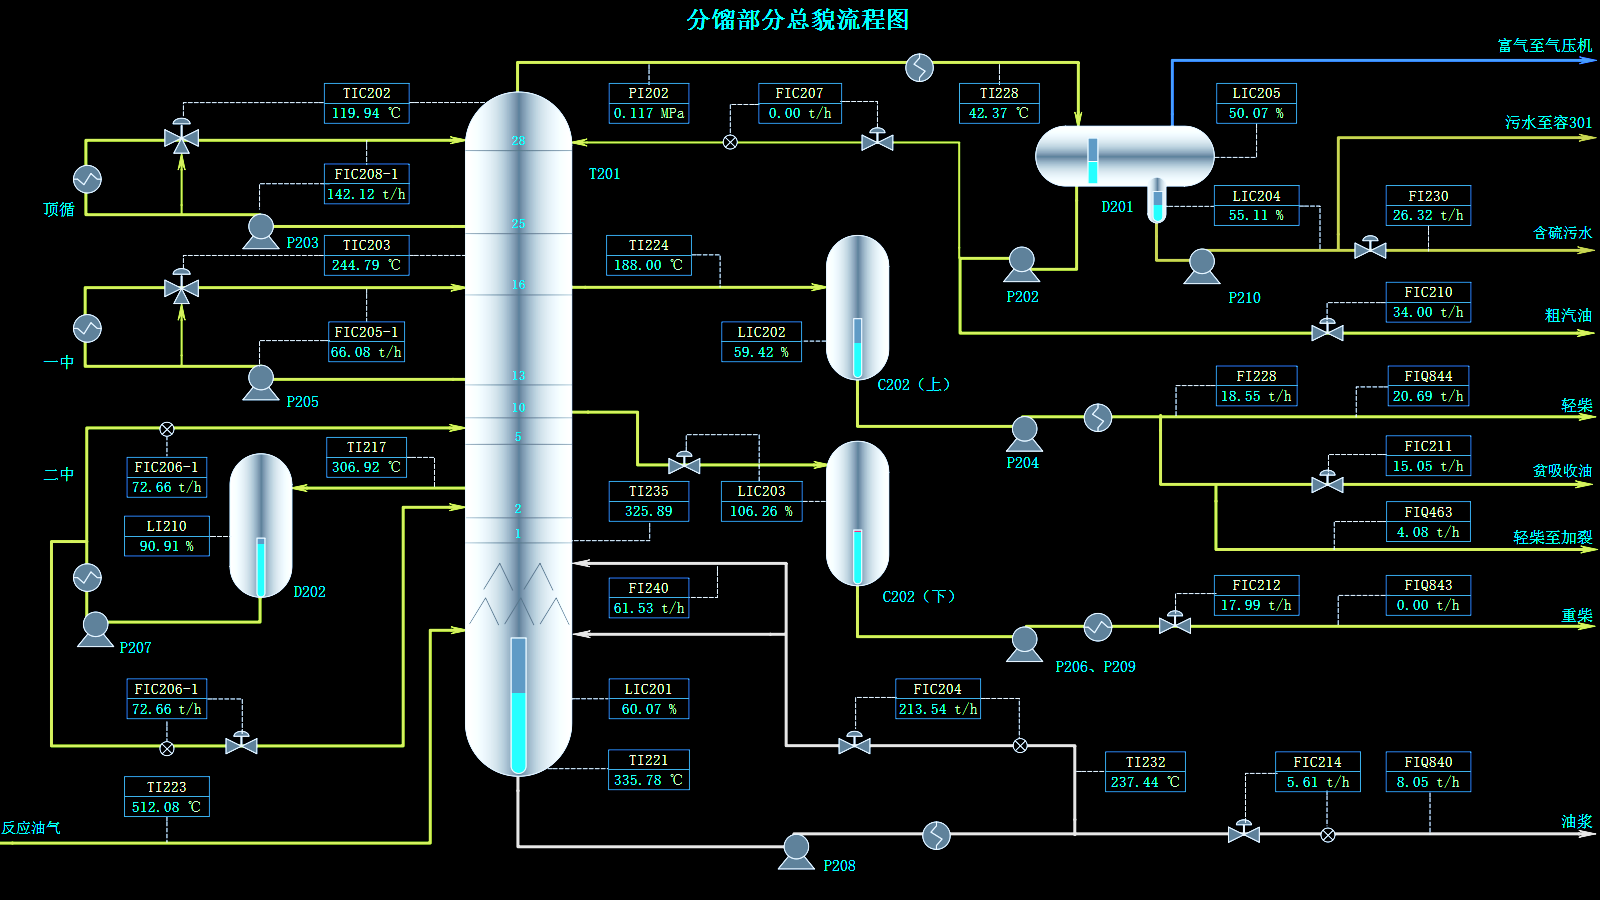 分馏部分总貌流程图
富气至气压机
TIC202
119.94 ℃
PI202
0.117 MPa
FIC207
0.00 t/h
TI228
42.37 ℃
LIC205
50.07 %
污水至容301
28
T201
FIC208-1
142.12 t/h
顶循
P203
D201
LIC204
55.11 %
FI230
26.32 t/h
含硫污水
25
TIC203
244.79 ℃
TI224
188.00 ℃
16
P202
P210
FIC210
34.00 t/h
粗汽油
FIC205-1
66.08 t/h
一中
P205
LIC202
59.42 %
C202（上）
13
10
5
FI228
18.55 t/h
FIQ844
20.69 t/h
轻柴
二中
FIC206-1
72.66 t/h
TI217
306.92 ℃
P204
FIC211
15.05 t/h
贫吸收油
TI235
325.89
LIC203
106.26 %
2
1
LI210
90.91 %
FIQ463
4.08 t/h
轻柴至加裂
D202
FI240
61.53 t/h
C202（下）
FIC212
17.99 t/h
FIQ843
0.00 t/h
重柴
P207
P206、P209
FIC206-1
72.66 t/h
LIC201
60.07 %
FIC204
213.54 t/h
TI221
335.78 ℃
TI232
237.44 ℃
FIC214
5.61 t/h
FIQ840
8.05 t/h
TI223
512.08 ℃
反应油气
油浆
P208